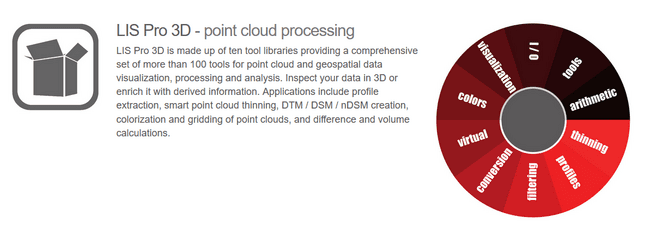 LIS Pro 3D - point cloud processing
LIS Pro 3D is made up of ten tool libraries providing a comprehensive
set of more than 100 tools for point cloud and geospatial data
visualization, processing and analysis. Inspect your data in 3D or
enrich it with derived information. Applications include profile
extraction, smart point cloud thinning, DTM / DSM / nDSM creation,
colorization and gridding of point clouds, and difference and volume
calculations.
I / O
tools
arithmetic
thinning
profiles
filtering
conversion
virtual
colors
visualization